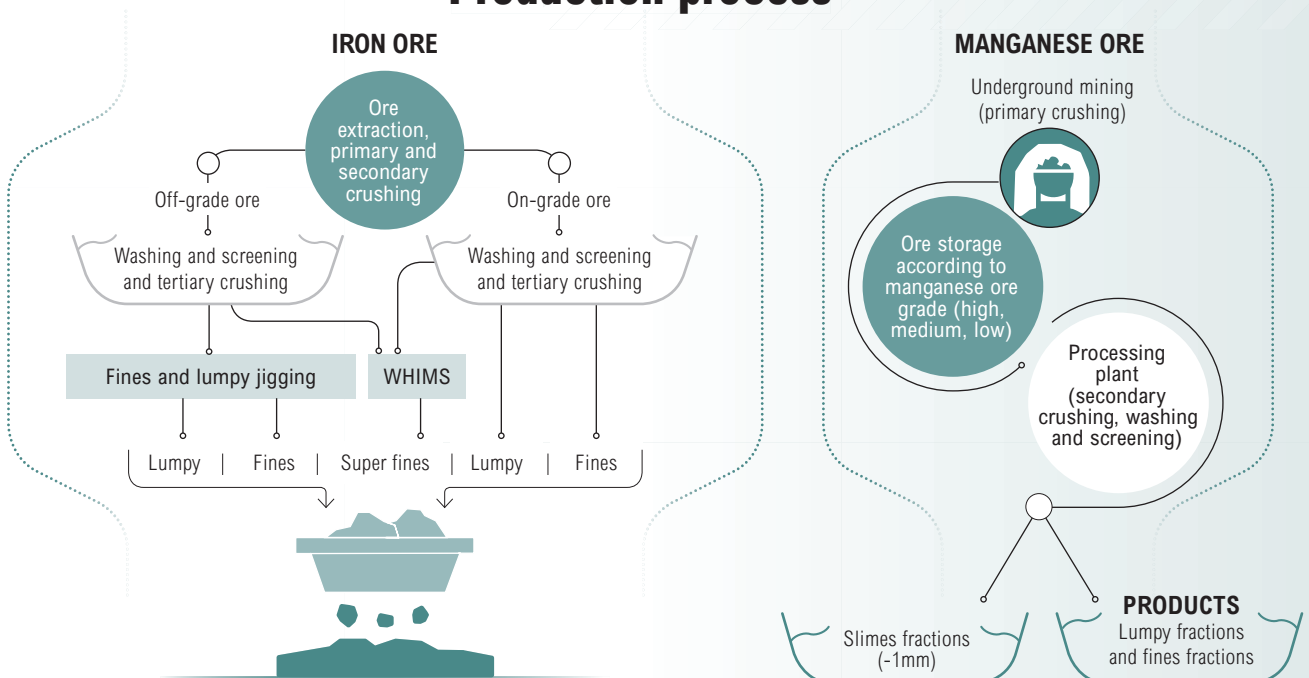 Production process
IRON ORE
Ore
extraction,
primary and
secondary
crushing
Off-grade ore
On-grade ore
Washing and screening
and tertiary crushing
Washing and screening
and tertiary crushing
Fines and lumpy jigging
WHIMS
Lumpy | Fines | Super fines | Lumpy | Fines
MANGANESE ORE
Underground mining
(primary crushing)
Ore storage
according to
manganese ore
grade (high,
medium, low)
Processing
plant
(secondary
crushing, washing
and screening)
Slimes fractions
(-1mm)
PRODUCTS
Lumpy fractions
and fines fractions